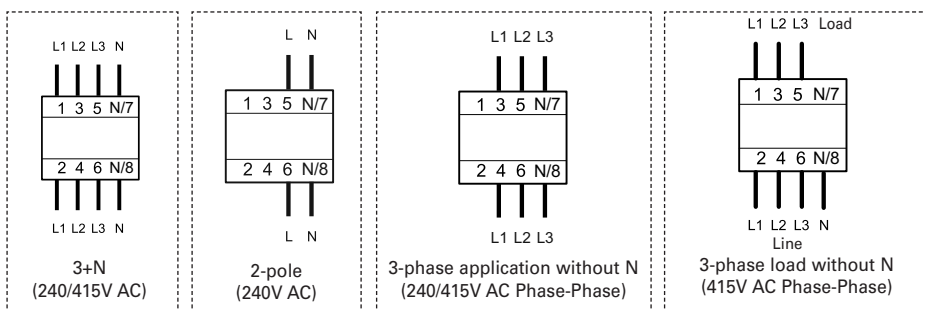 L1 L2 L3 N
1 3 5 N/7
2 4 6 N/8
L1 L2 L3 N
3+N
(240/415V AC)
L N
1 3 5 N/7
2 4 6 N/8
L N
2-pole
(240V AC)
L1 L2 L3
1 3 5 N/7
2 4 6 N/8
L1 L2 L3
3-phase application without N
(240/415V AC Phase-Phase)
L1 L2 L3 Load
1 3 5 N/7
2 4 6 N/8
L1 L2 L3 N
Line
3-phase load without N
(415V AC Phase-Phase)